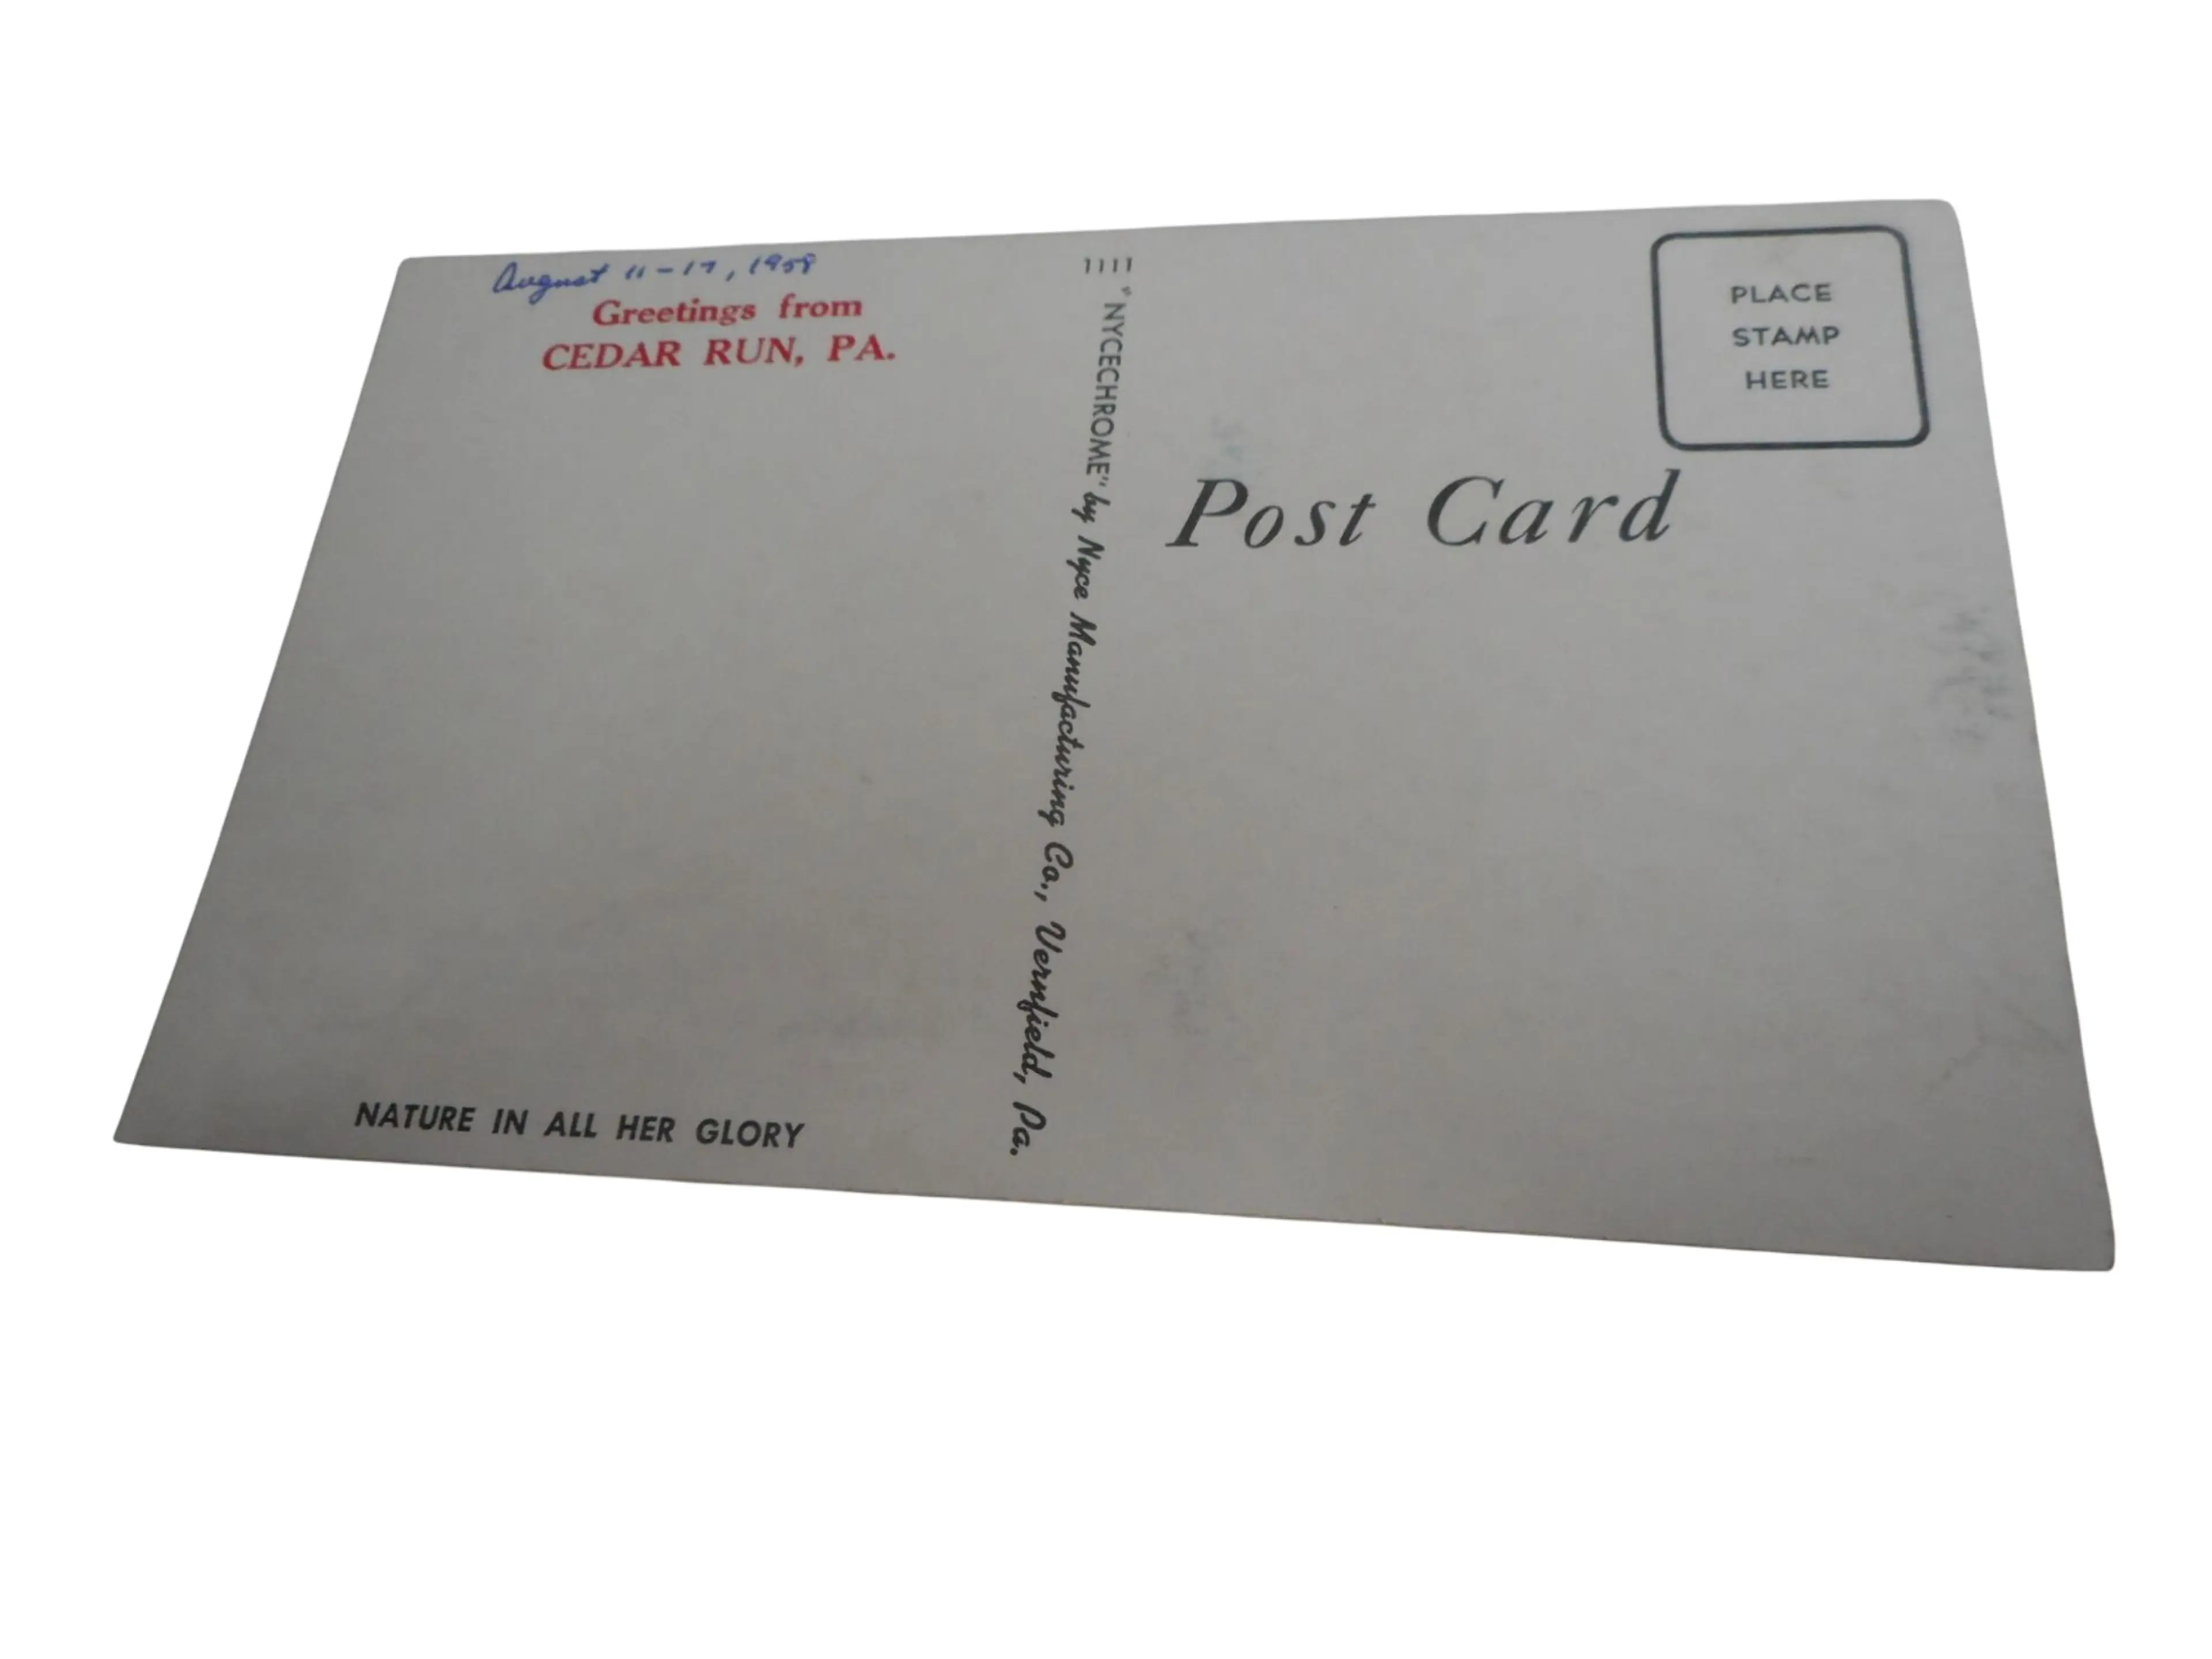 August 11-17, 1958
Greetings from
CEDAR RUN, PA.
NATURE IN ALL HER GLORY
1111
"NYCECHROME" by Nyce Manufacturing Co., Vernfield, Pa.
PLACE
STAMP
HERE
Post Card